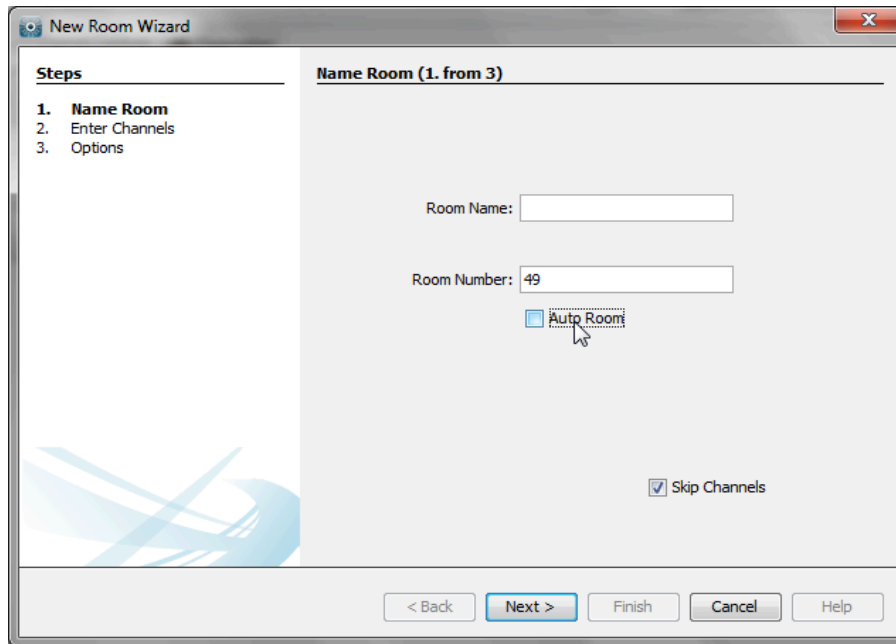 New Room Wizard
Steps
1. Name Room
2. Enter Channels
3. Options
Name Room (1. from 3)
Room Name:
Room Number: 49
Auto Room
Skip Channels
< Back Next > Finish Cancel Help